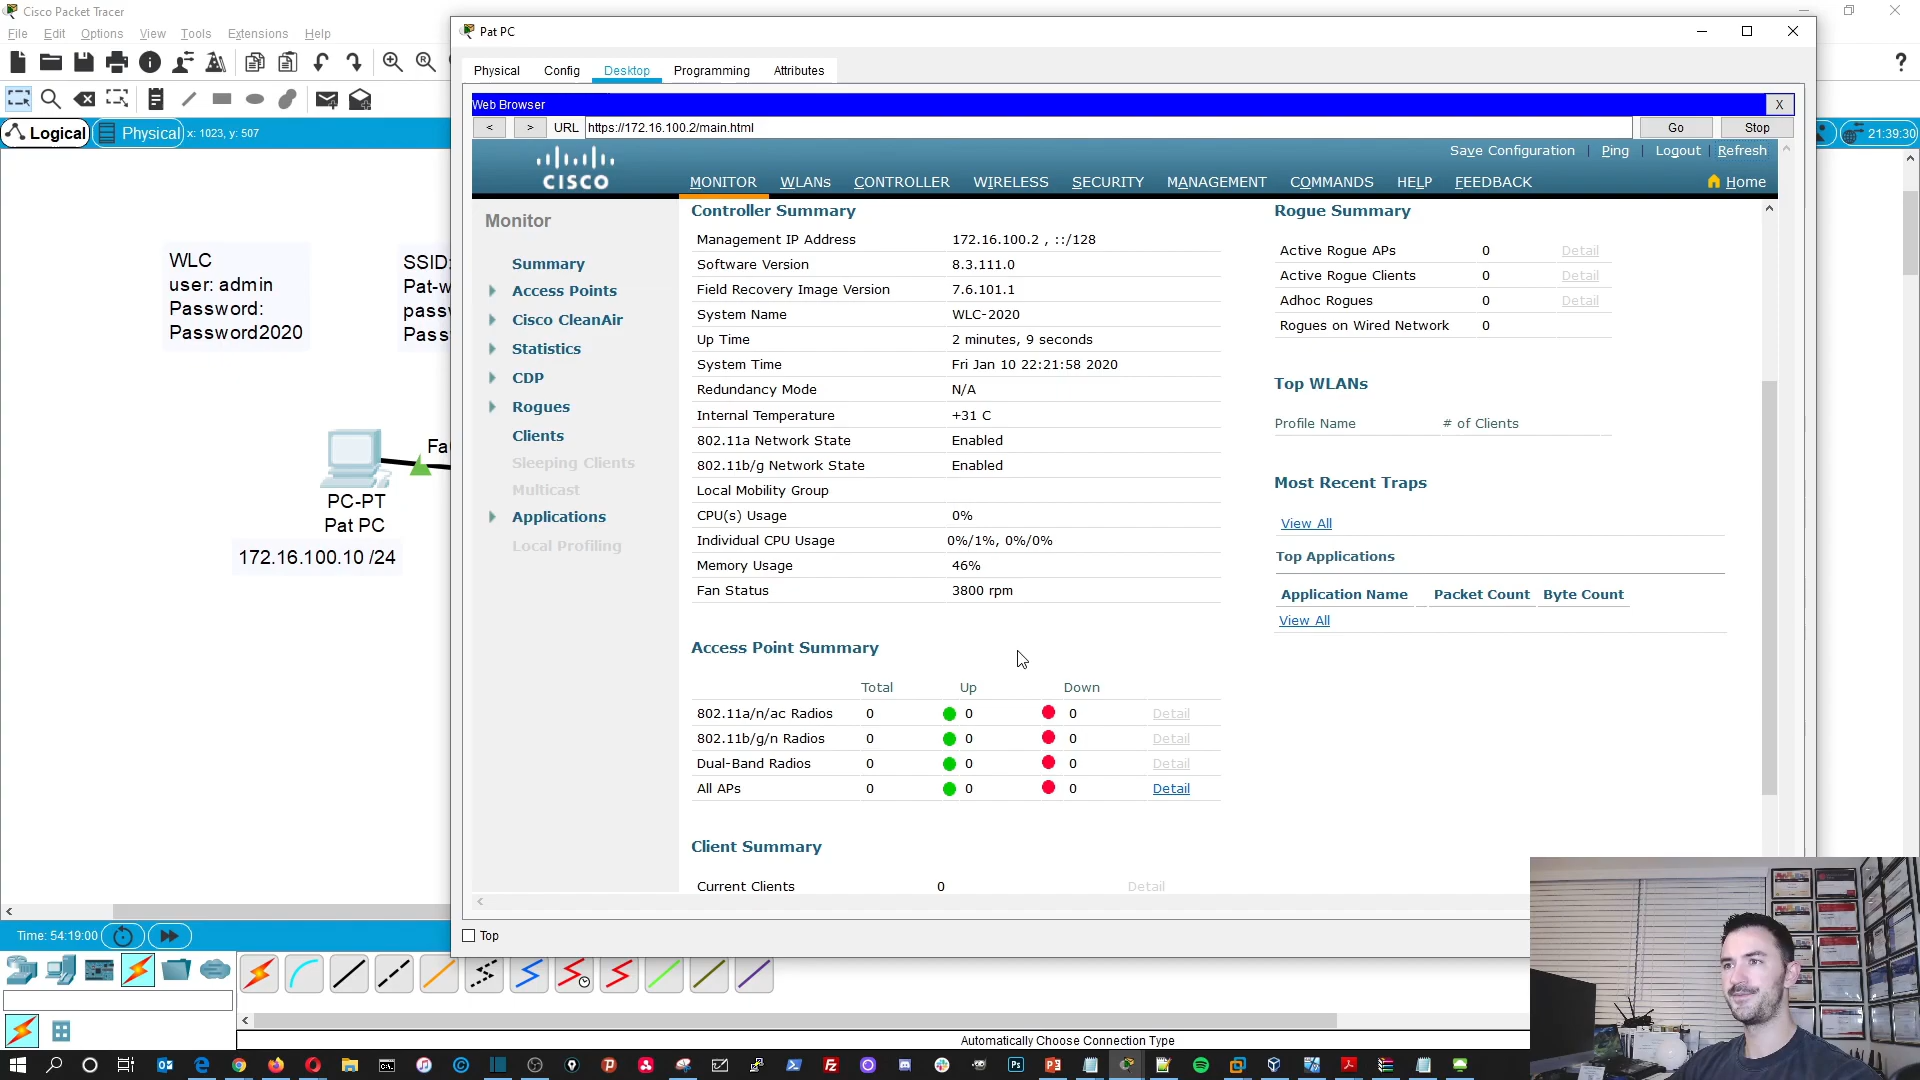 Cisco Packet Tracer
File Edit Options View Tools Extensions Help
Logical Physical x: 1023, y: 507
21:39:30
WLC
user: admin
Password:
Password2020
SSID:
Pat-w
passw
Pass
Fa
PC-PT
Pat PC
172.16.100.10 /24
Time: 54:19:00
Pat PC
Physical Config Desktop Programming Attributes
Web Browser X
< > URL https://172.16.100.2/main.html Go Stop
Save Configuration | Ping | Logout | Refresh
CISCO
MONITOR WLANs CONTROLLER WIRELESS SECURITY MANAGEMENT COMMANDS HELP FEEDBACK Home
Monitor
Summary
Access Points
Cisco CleanAir
Statistics
CDP
Rogues
Clients
Sleeping Clients
Multicast
Applications
Local Profiling
Controller Summary
Management IP Address 172.16.100.2 , ::/128
Software Version 8.3.111.0
Field Recovery Image Version 7.6.101.1
System Name WLC-2020
Up Time 2 minutes, 9 seconds
System Time Fri Jan 10 22:21:58 2020
Redundancy Mode N/A
Internal Temperature +31 C
802.11a Network State Enabled
802.11b/g Network State Enabled
Local Mobility Group
CPU(s) Usage 0%
Individual CPU Usage 0%/1%, 0%/0%
Memory Usage 46%
Fan Status 3800 rpm
Access Point Summary
Total Up Down
802.11a/n/ac Radios 0 0 0 Detail
802.11b/g/n Radios 0 0 0 Detail
Dual-Band Radios 0 0 0 Detail
All APs 0 0 0 Detail
Client Summary
Current Clients 0 Detail
Rogue Summary
Active Rogue APs 0 Detail
Active Rogue Clients 0 Detail
Adhoc Rogues 0 Detail
Rogues on Wired Network 0
Top WLANs
Profile Name # of Clients
Most Recent Traps
View All
Top Applications
Application Name Packet Count Byte Count
View All
Top
Automatically Choose Connection Type